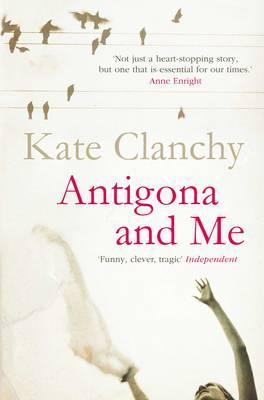 ‘Not just a heart-stopping story,
but one that is essential for our times.’
Anne Enright
Kate Clanchy
Antigona
and Me
‘Funny, clever, tragic’ Independent